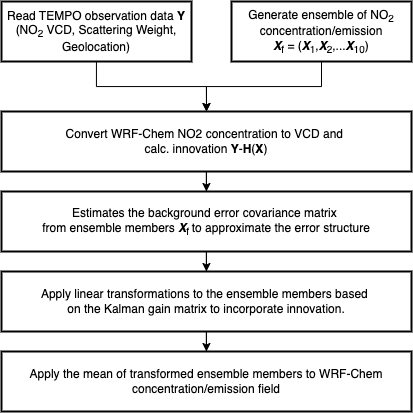 Read TEMPO observation data Y
(NO₂ VCD, Scattering Weight,
Geolocation)
Generate ensemble of NO₂
concentration/emission
Xf = (X₁,X₂,...X₁₀)
Convert WRF-Chem NO2 concentration to VCD and
calc. innovation Y-H(X)
Estimates the background error covariance matrix
from ensemble members Xf to approximate the error structure
Apply linear transformations to the ensemble members based
on the Kalman gain matrix to incorporate innovation.
Apply the mean of transformed ensemble members to WRF-Chem
concentration/emission field